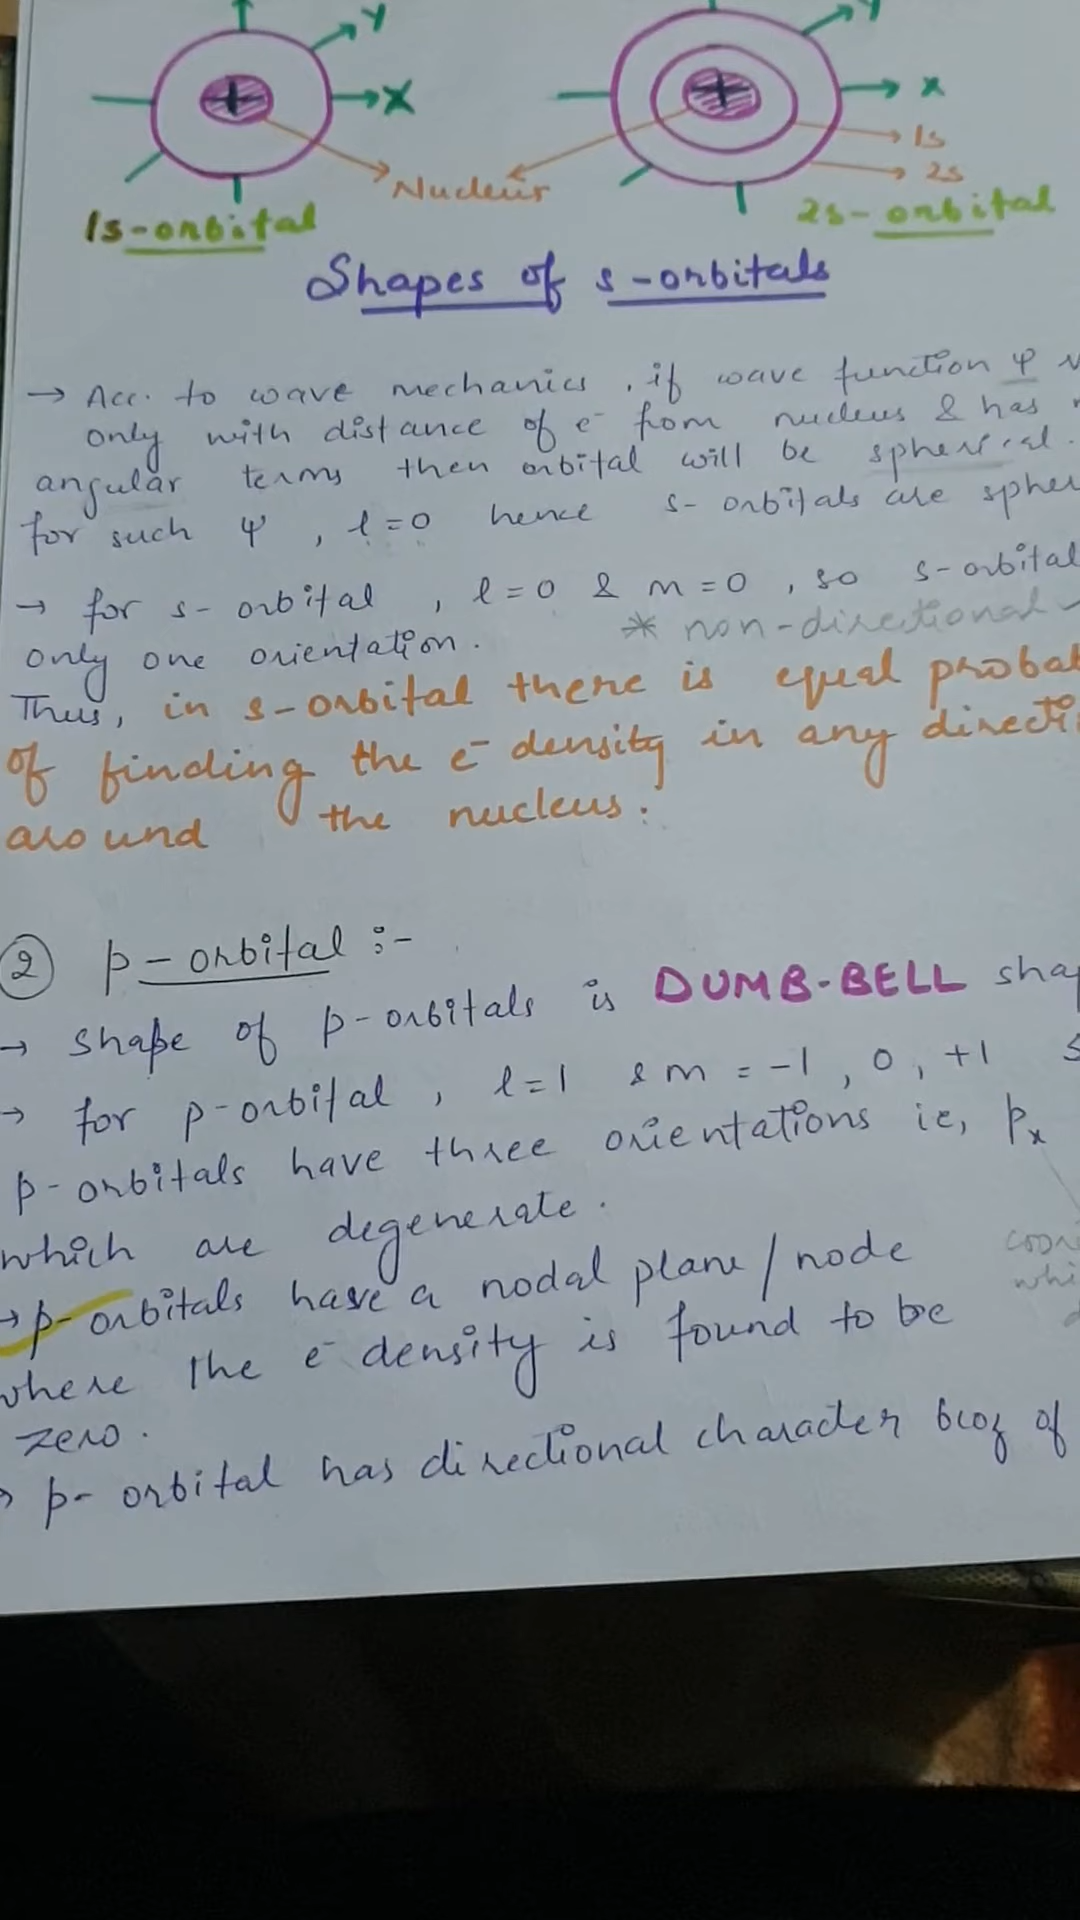 Y Y
X x
1s
Nucleus 2s
1s-orbital 2s-orbital
Shapes of s-orbitals
→ Acc. to wave mechanics, if wave function ψ
only with distance of e⁻ from nucleus & has
angular terms then orbital will be spherical.
for such ψ, l=0 hence s-orbitals are spher
→ for s-orbital, l=0 & m=0, so s-orbital
only one orientation. * non-directional
Thus, in s-orbital there is equal probab
of finding the e⁻ density in any directi
around the nucleus.
② p-orbital :-
→ shape of p-orbitals is DUMB-BELL shap
→ for p-orbital, l=1 & m = -1, 0, +1 s
p-orbitals have three orientations ie, pₓ
which are degenerate.
→ p-orbitals have a nodal plane/node
where the e⁻ density is found to be
zero.
→ p-orbital has directional character bcoz of